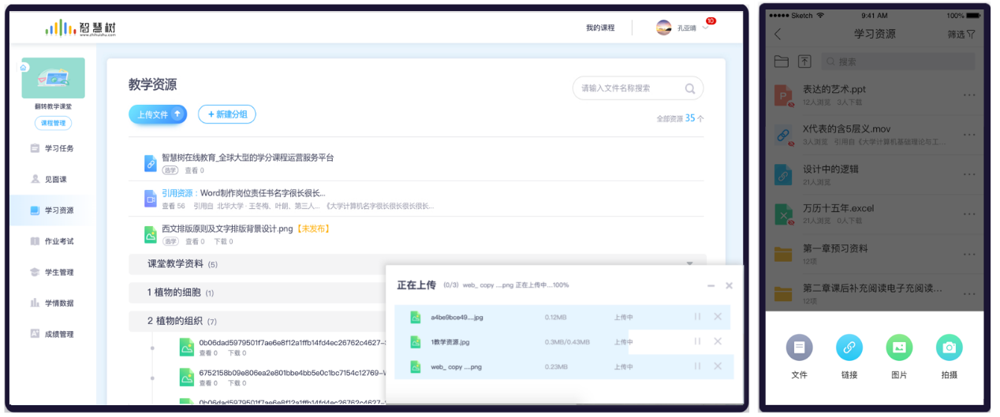 智慧树
www.zhihuishu.com
我的课程
孔亚晴
10
翻转教学课堂
课程管理
学习任务
见面课
学习资源
作业考试
学生管理
学情数据
成绩管理
教学资源
请输入文件名称搜索
上传文件
+ 新建分组
全部资源 35 个
智慧树在线教育_全球大型的学分课程运营服务平台
选学 查看 0
引用资源：Word制作岗位责任书名字很长很长...
查看 56 引用自 北华大学 · 王冬梅、叶朗、第三人... 《大学计算机名字很长很长很长很长...
西文排版原则及文字排版背景设计.png【未发布】
选学 查看 0 下载 0
课堂教学资料 (5)
1 植物的细胞 (1)
2 植物的组织 (7)
0b06dad5979501f7ae6e8f12a1ffb14fd4ec26762c4627-
查看 0 下载 0
6752158b09e806ea2e801bbe4bb5e0c1bc7154c12769-
查看 0 下载 0
0b06dad5979501f7ae6e8f12a1ffb14fd4ec26762c4627-
正在上传 (0/3) web_ copy ....png 正在上传中...100%
a4be9bce49....jpg 0.12MB 上传中
1教学资源.jpg 0.3MB/0.43MB 上传中
web_ copy ....png 0.23MB 上传中
Sketch 9:41 AM 100%
学习资源
筛选
搜索
表达的艺术.ppt
12人浏览 3人下载
X代表的含5层义.mov
3人浏览 引用自《大学计算机基础理论与工...
设计中的逻辑
21人浏览
万历十五年.excel
21人浏览 0人下载
第一章预习资料
12项
第二章课后补充阅读电子充阅读...
12项
文件
链接
图片
拍摄